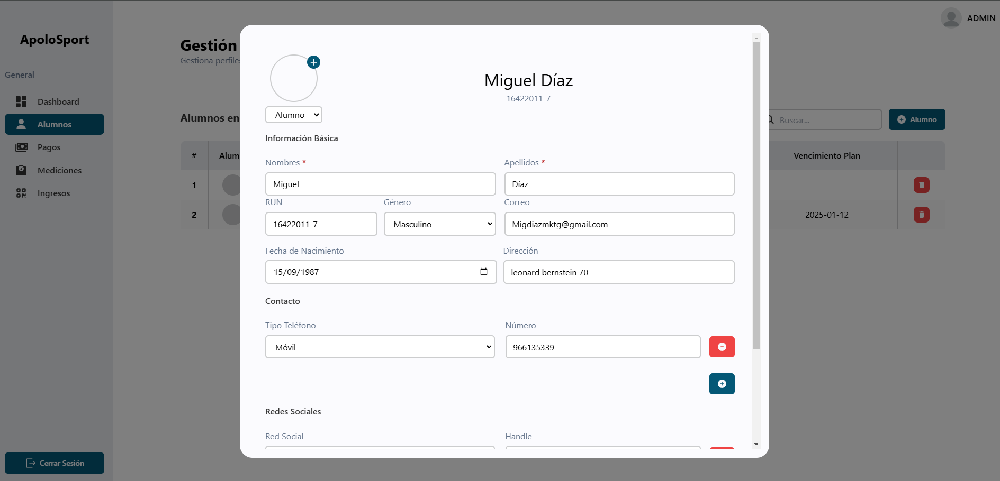 ADMIN
ApoloSport
Gestión
Gestiona perfiles
General
Dashboard
Alumnos
Pagos
Mediciones
Ingresos
Cerrar Sesión
Alumnos en
Buscar...
Alumno
# Alum Vencimiento Plan
1 -
2 2025-01-12
Miguel Díaz
16422011-7
Alumno
Información Básica
Nombres * Apellidos *
Miguel Díaz
RUN Género Correo
16422011-7 Masculino Migdiazmktg@gmail.com
Fecha de Nacimiento Dirección
15/09/1987 leonard bernstein 70
Contacto
Tipo Teléfono Número
Móvil 966135339
Redes Sociales
Red Social Handle